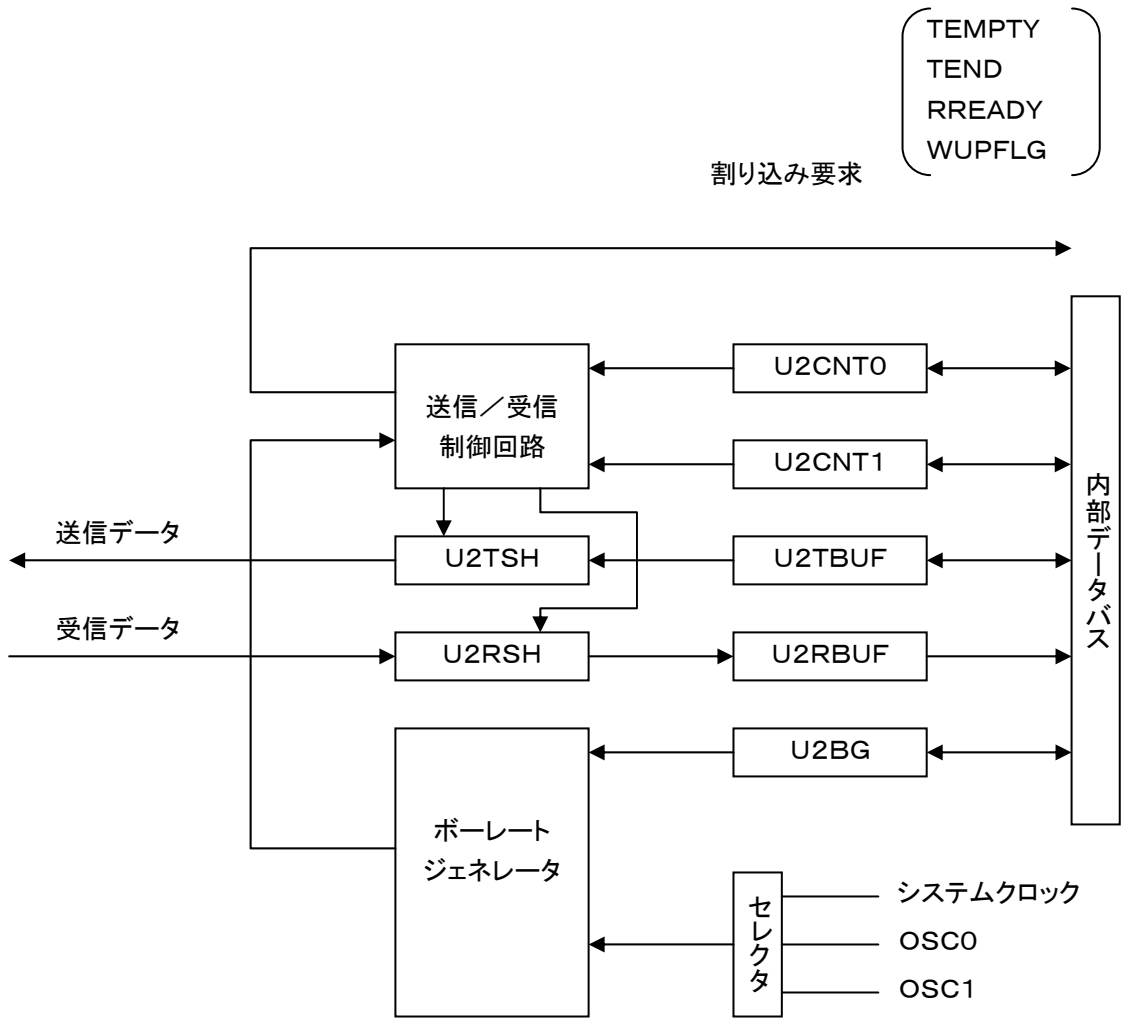 TEMPTY
TEND
RREADY
WUPFLG
割り込み要求
U2CNT0
送信／受信
制御回路
U2CNT1
内部データバス
送信データ
U2TSH
U2TBUF
受信データ
U2RSH
U2RBUF
U2BG
ボーレート
ジェネレータ
セレクタ
システムクロック
OSC0
OSC1